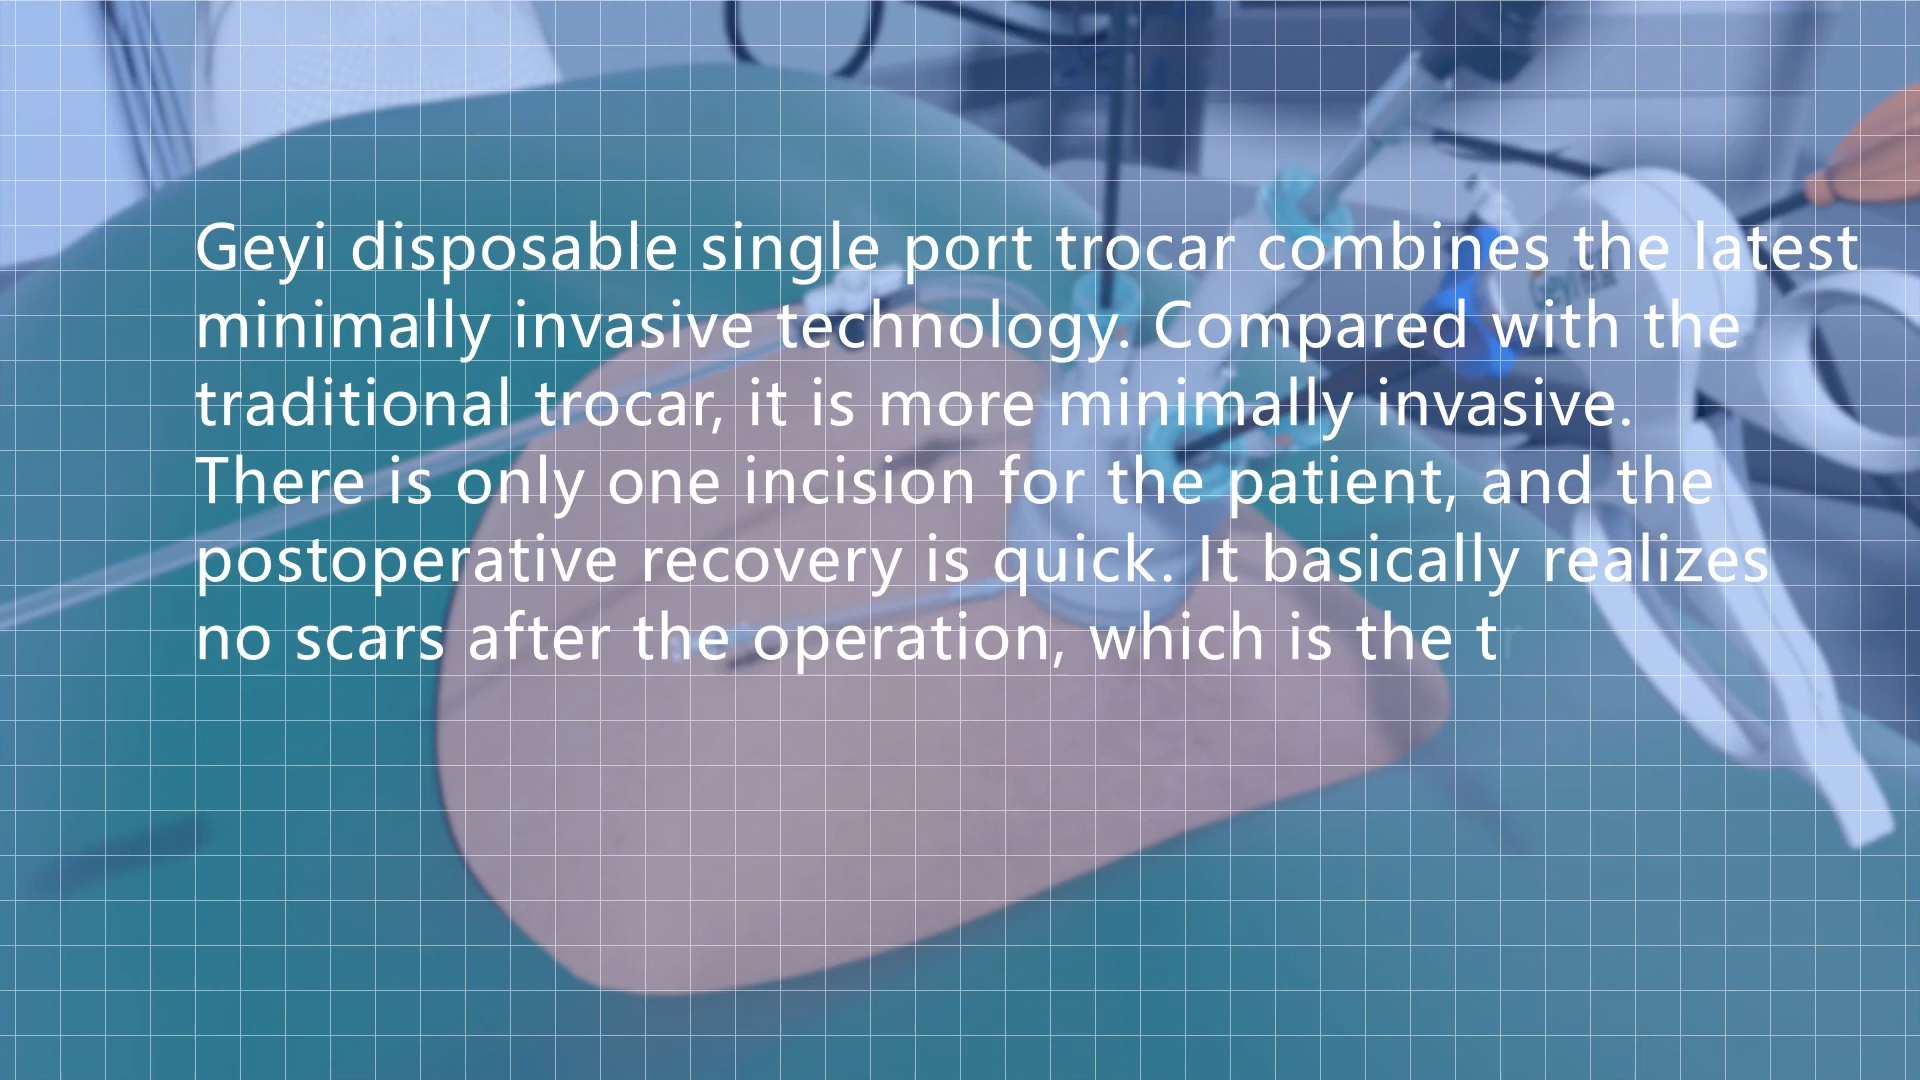 Geyi disposable single port trocar combines the latest
minimally invasive technology. Compared with the
traditional trocar, it is more minimally invasive.
There is only one incision for the patient, and the
postoperative recovery is quick. It basically realizes
no scars after the operation, which is the t